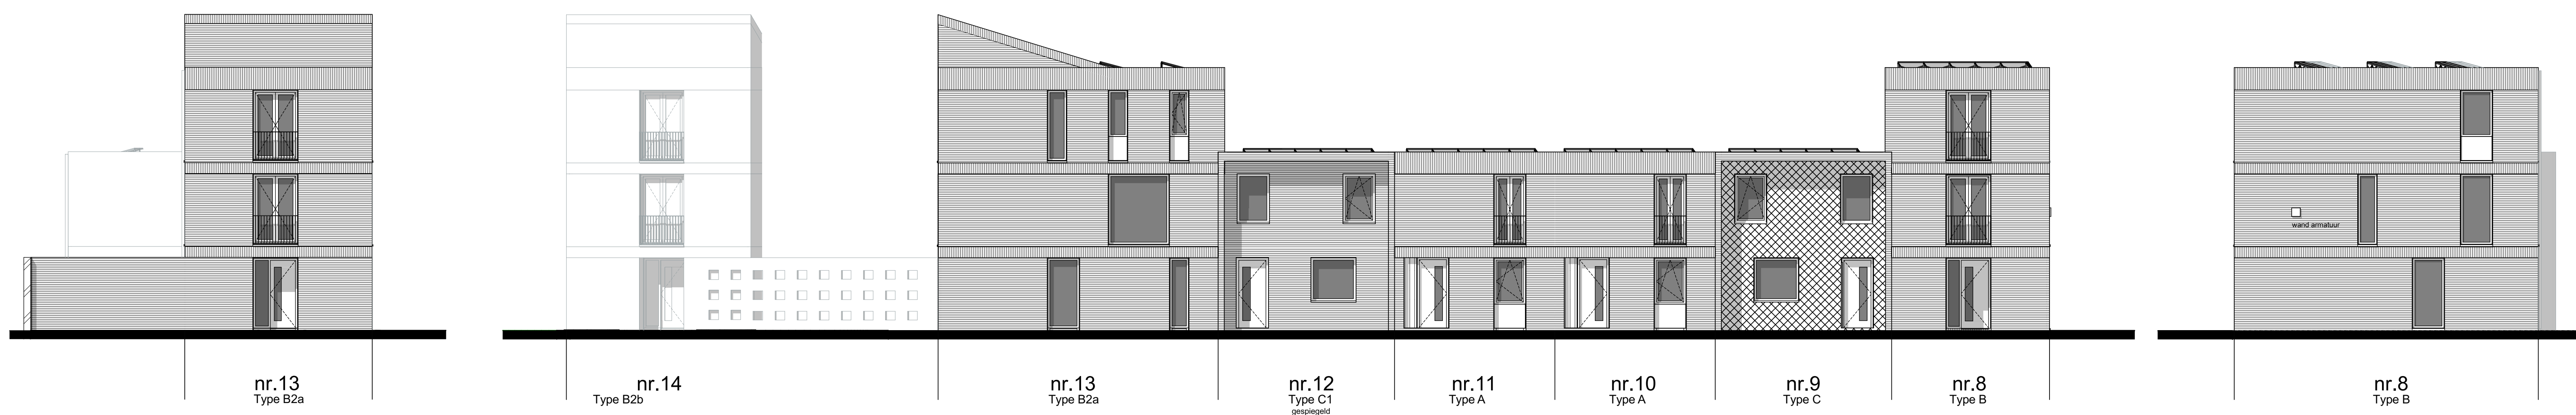 wand armatuur
nr.13
Type B2a
nr.14
Type B2b
nr.13
Type B2a
nr.12
Type C1
gespiegeld
nr.11
Type A
nr.10
Type A
nr.9
Type C
nr.8
Type B
nr.8
Type B